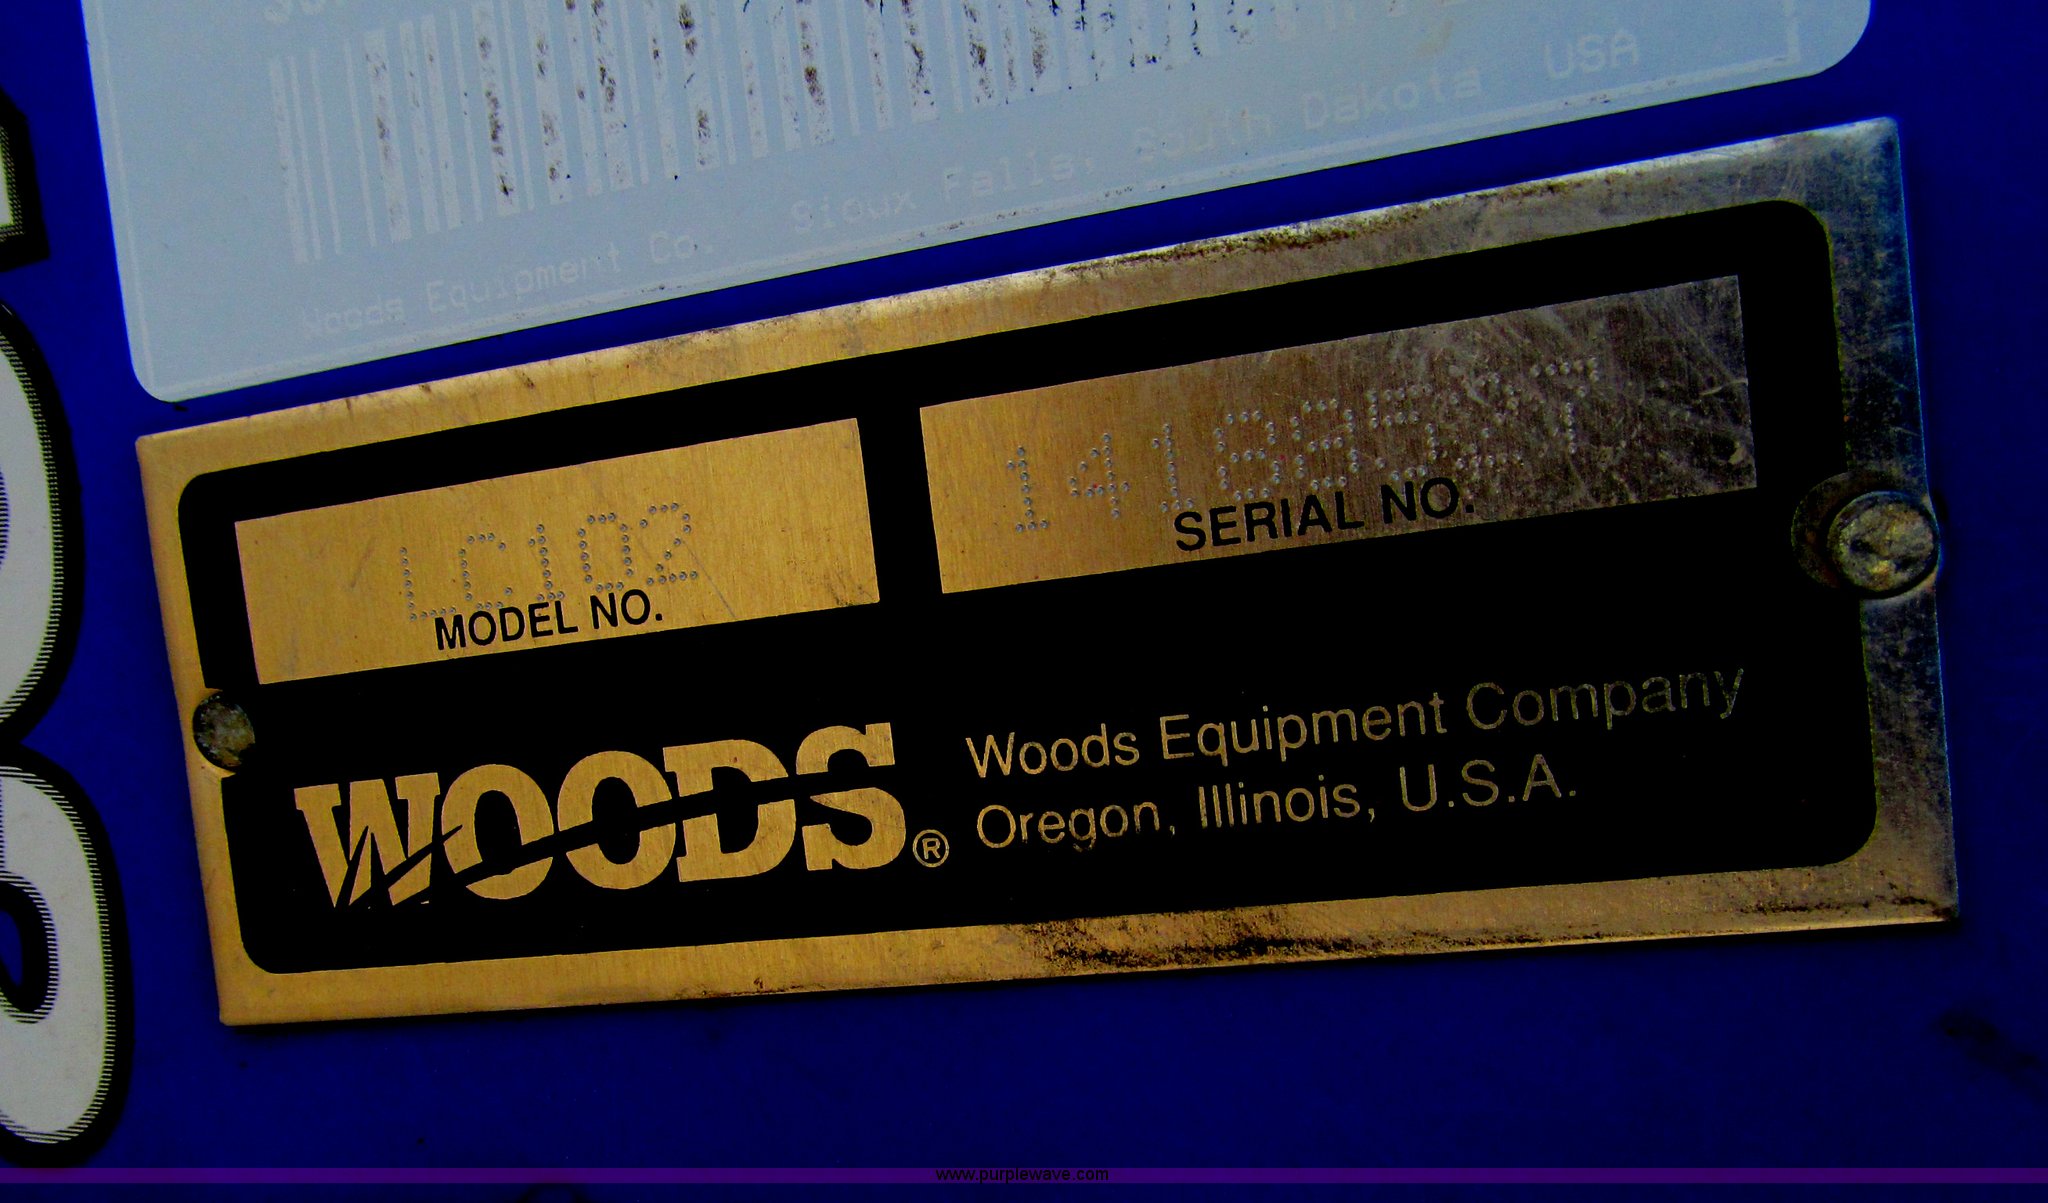 Woods Equipment Co. Sioux Falls, South Dakota USA
LC102
MODEL NO.
SERIAL NO.
WOODS®
Woods Equipment Company
Oregon, Illinois, U.S.A.
www.purplewave.com